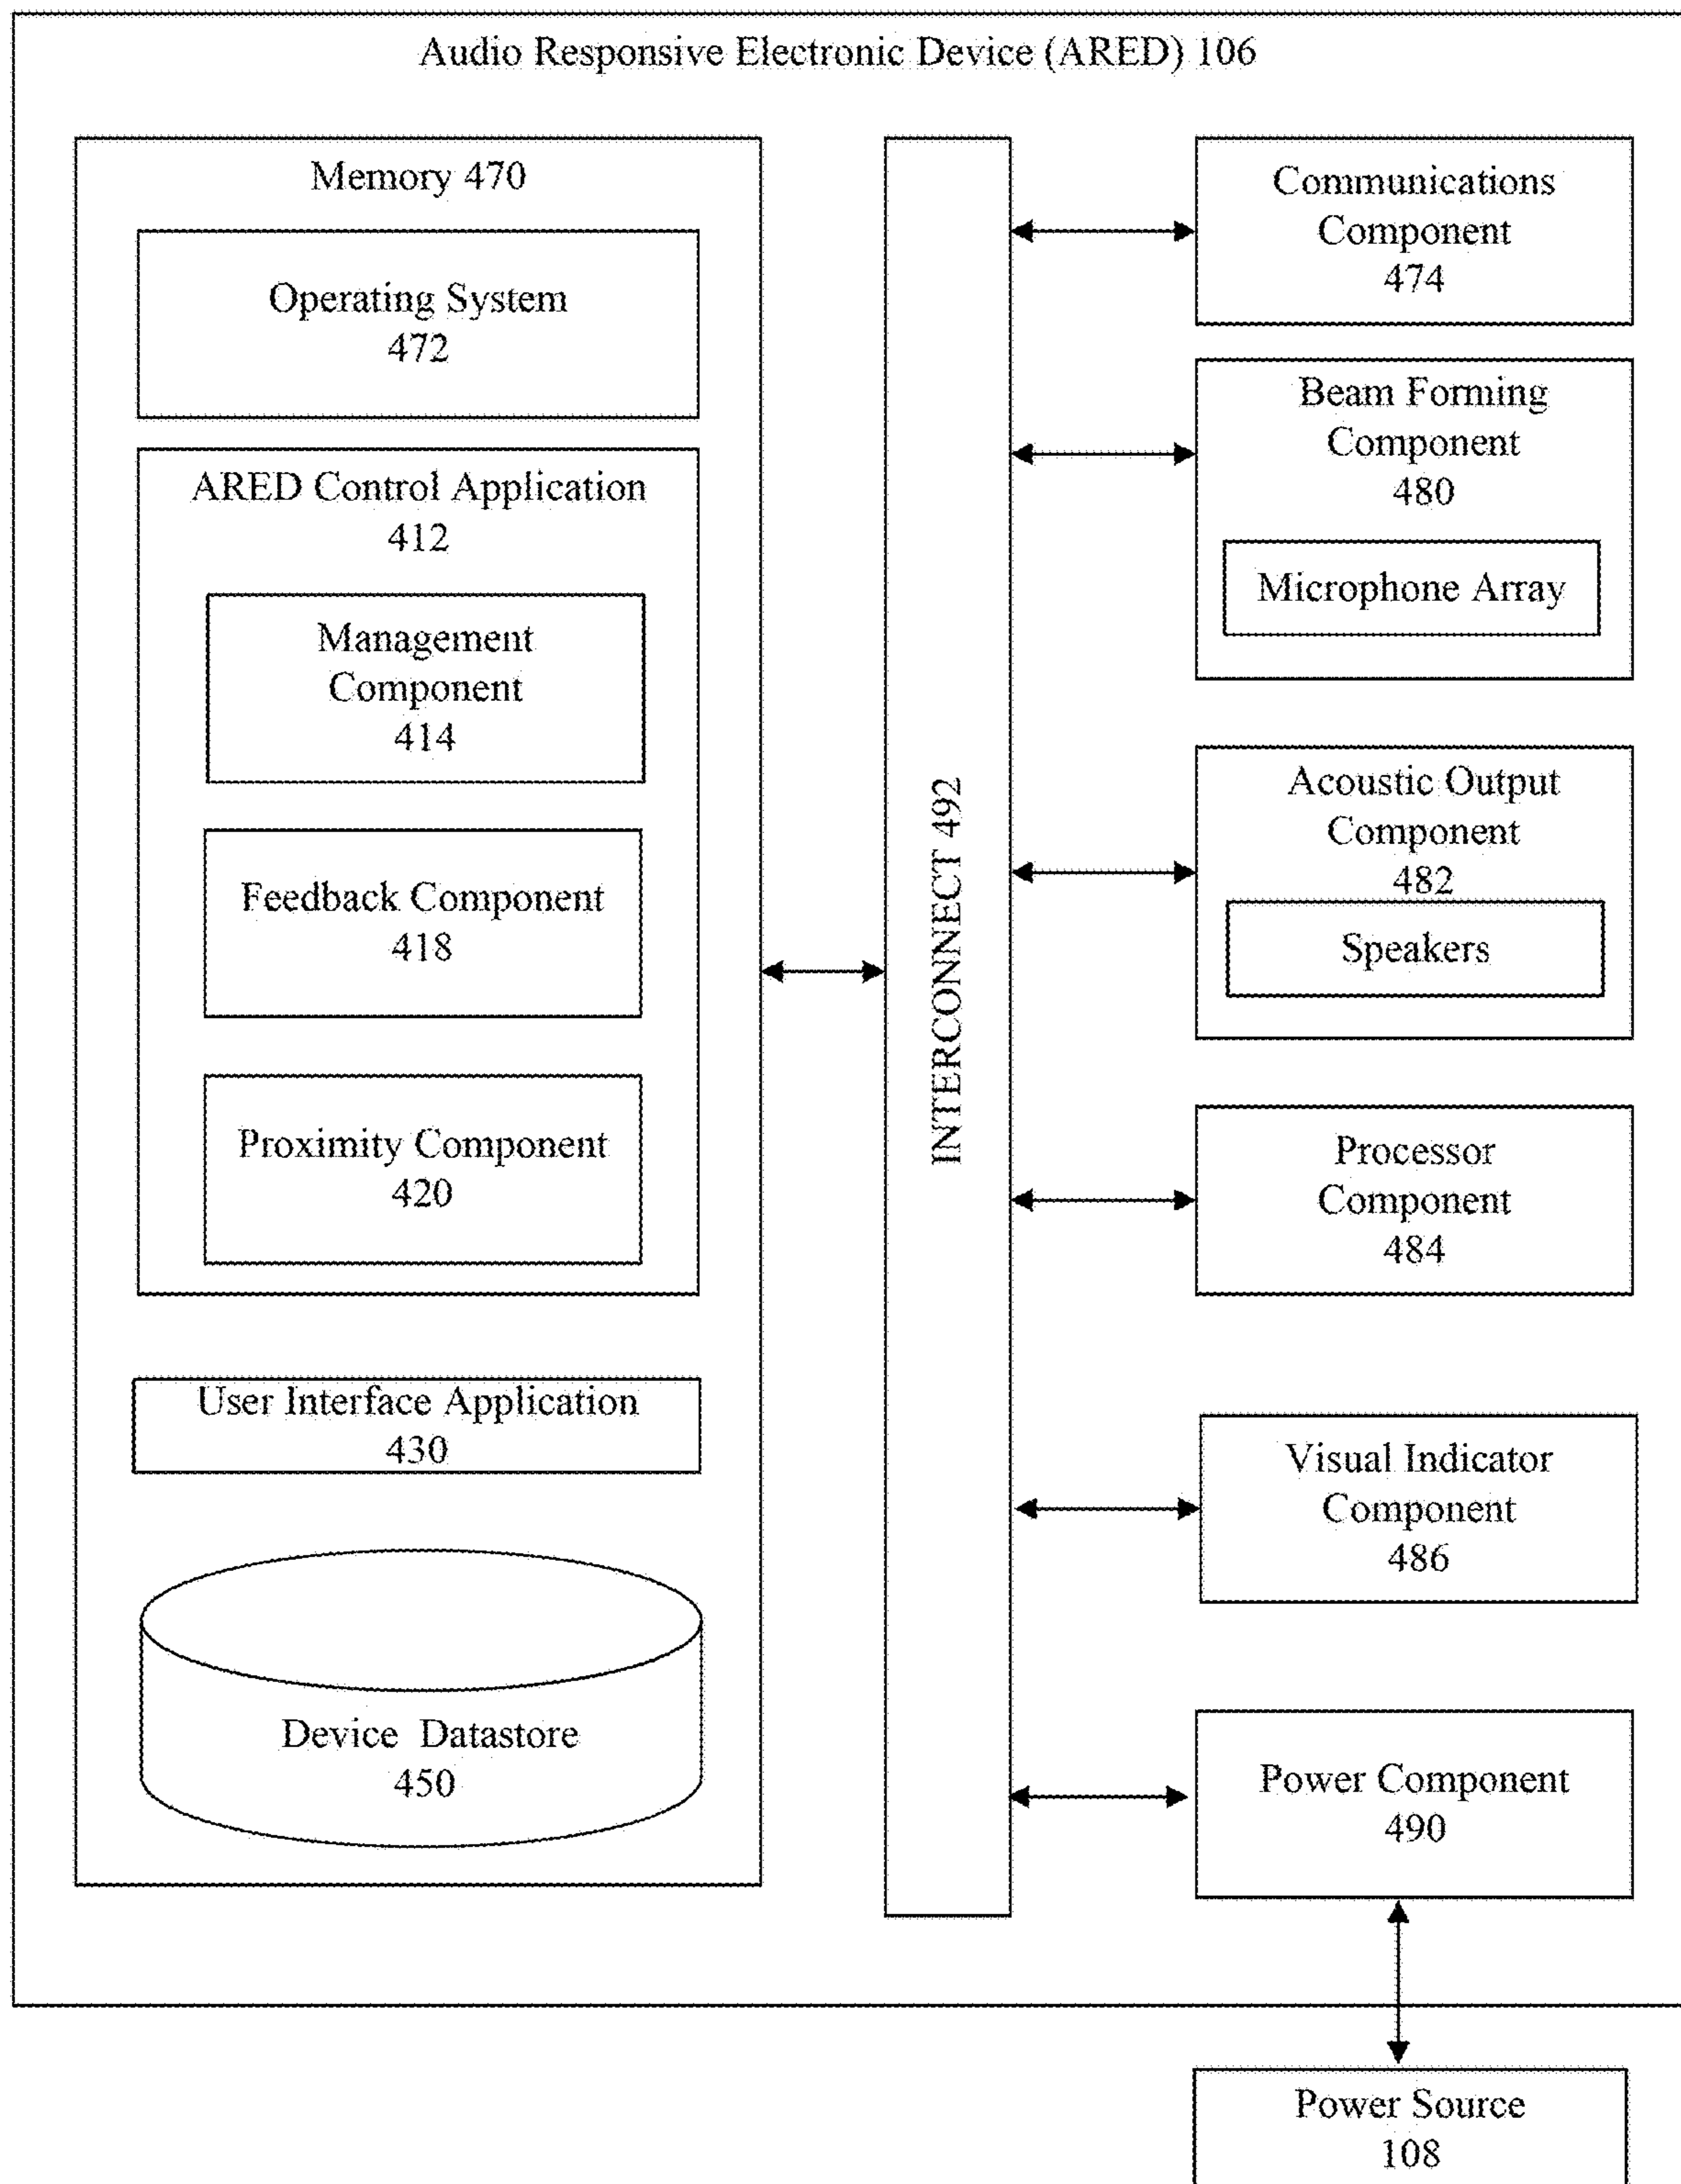 Audio Responsive Electronic Device (ARED) 106
Memory 470
Operating System
472
ARED Control Application
412
Management
Component
414
Feedback Component
418
Proximity Component
420
User Interface Application
430
Device Datastore
450
INTERCONNECT 492
Communications
Component
474
Beam Forming
Component
480
Microphone Array
Acoustic Output
Component
482
Speakers
Processor
Component
484
Visual Indicator
Component
486
Power Component
490
Power Source
108